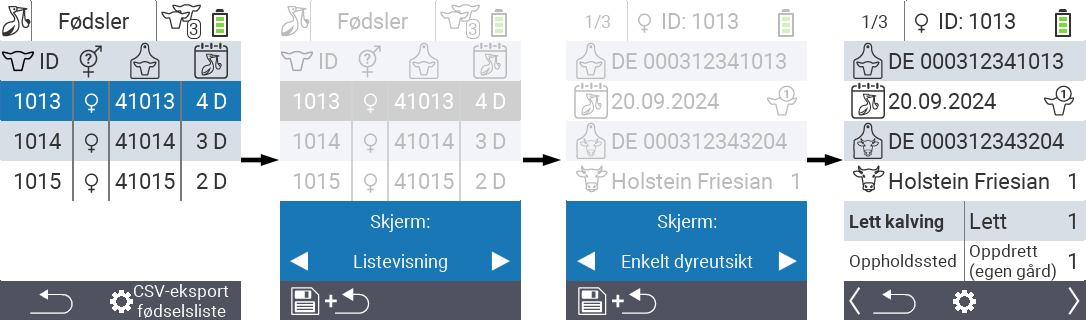 Fødsler
3
ID
1013 41013 4 D
1014 41014 3 D
1015 41015 2 D
CSV-eksport
fødselsliste
Fødsler
3
ID
1013 41013 4 D
1014 41014 3 D
1015 41015 2 D
Skjerm:
Listevisning
+
1/3 ID: 1013
DE 000312341013
20.09.2024 1
DE 000312343204
Holstein Friesian 1
Skjerm:
Enkelt dyreutsikt
+
1/3 ID: 1013
DE 000312341013
20.09.2024 1
DE 000312343204
Holstein Friesian 1
Lett kalving Lett 1
Oppholdssted Oppdrett
(egen gård) 1